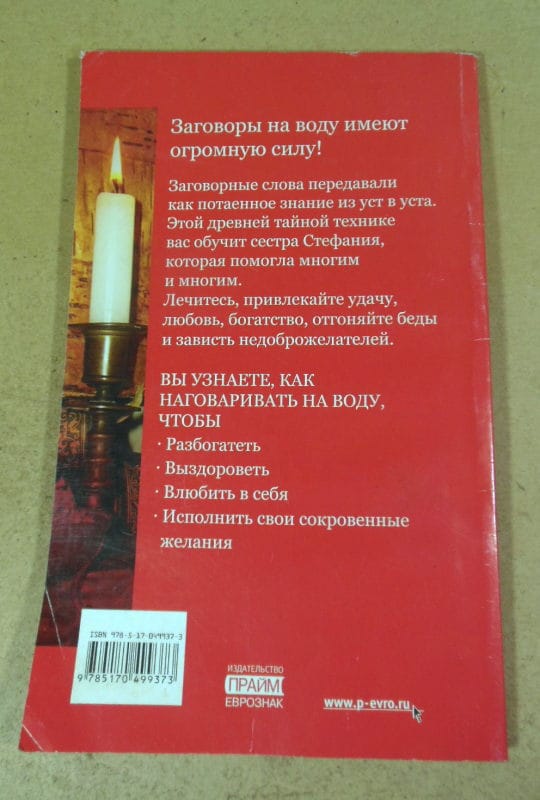 Заговоры на воду имеют
огромную силу!
Заговорные слова передавали
как потаенное знание из уст в уста.
Этой древней тайной технике
вас обучит сестра Стефания,
которая помогла многим
и многим.
Лечитесь, привлекайте удачу,
любовь, богатство, отгоняйте беды
и зависть недоброжелателей.
ВЫ УЗНАЕТЕ, КАК
НАГОВАРИВАТЬ НА ВОДУ,
ЧТОБЫ
· Разбогатеть
· Выздороветь
· Влюбить в себя
· Исполнить свои сокровенные
желания
ISBN 978-5-17-049937-3
9 785170 499373
ИЗДАТЕЛЬСТВО
ПРАЙМ
ЕВРОЗНАК
www.p-evro.ru